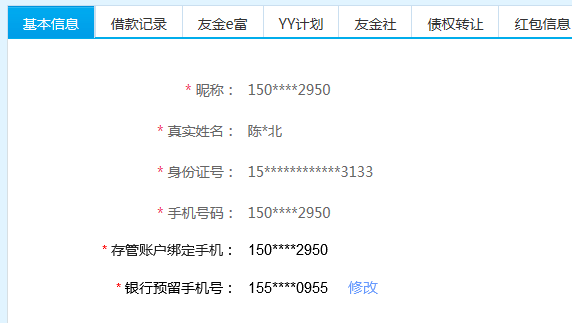 基本信息 借款记录 友金e富 YY计划 友金社 债权转让 红包信息
* 昵称： 150****2950
* 真实姓名： 陈*北
* 身份证号： 15************3133
* 手机号码： 150****2950
* 存管账户绑定手机： 150****2950
* 银行预留手机号： 155****0955 修改